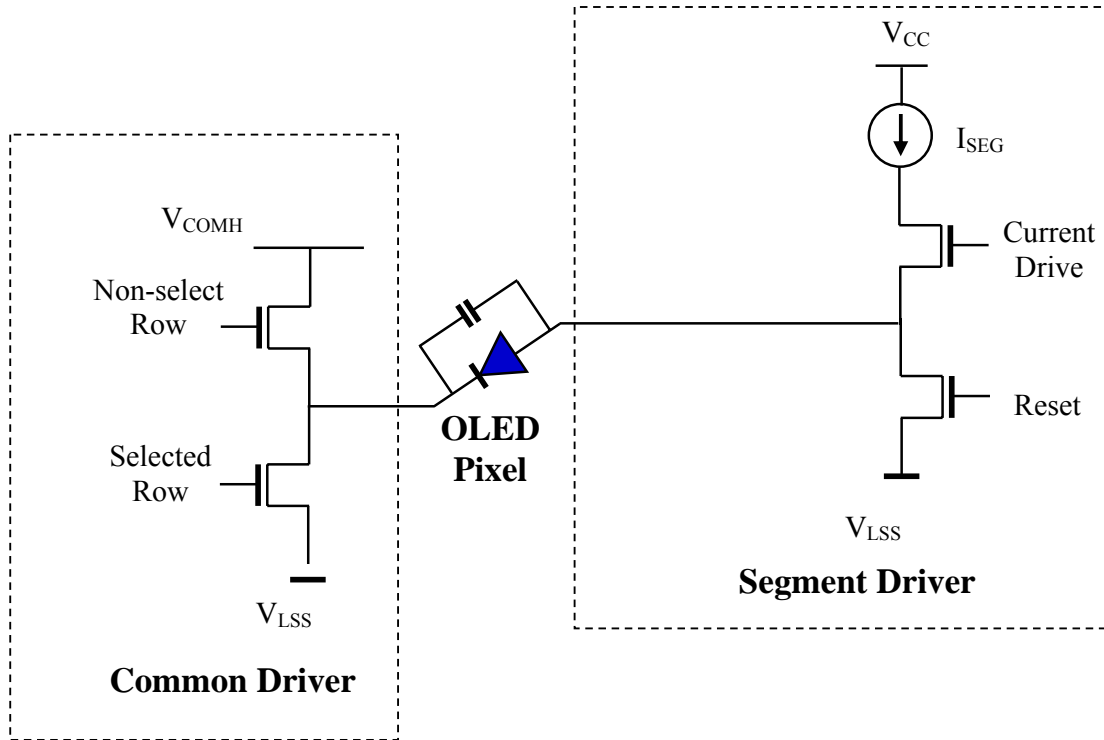 V_COMH
Non-select
Row
Selected
Row
V_LSS
Common Driver
OLED
Pixel
V_CC
I_SEG
Current
Drive
Reset
V_LSS
Segment Driver